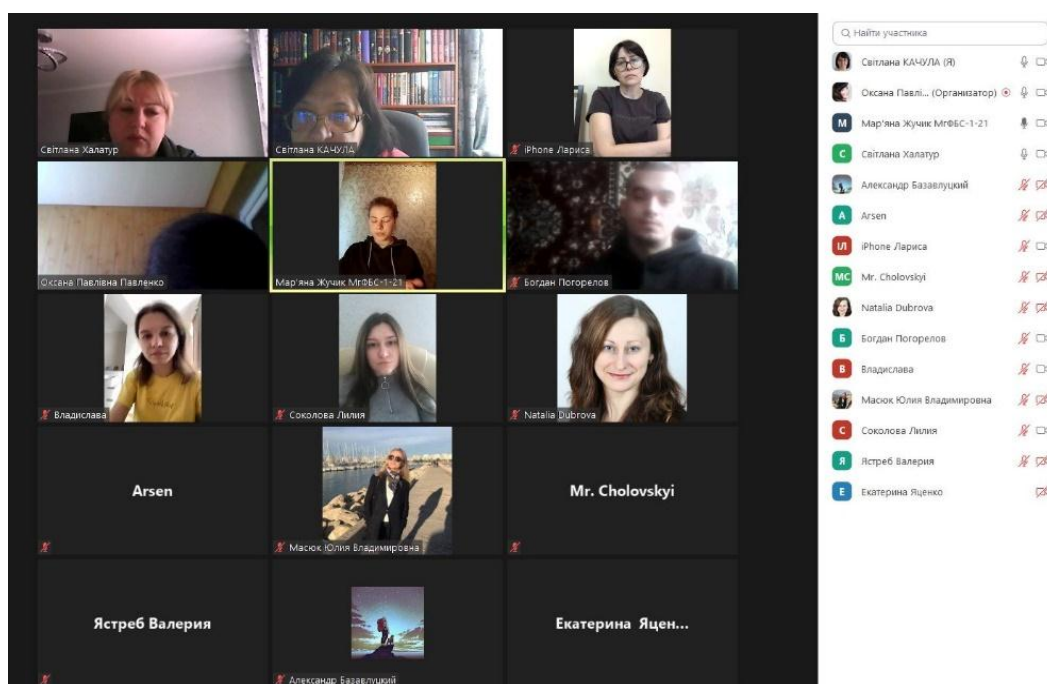 Світлана Халатур
Світлана КАЧУЛА
iPhone Лариса
Оксана Павлівна Павленко
Мар'яна Жучик МгФБС-1-21
Богдан Погорелов
Владислава
Соколова Лилия
Natalia Dubrova
Arsen
Масюк Юлия Владимировна
Mr. Cholovskyi
Ястреб Валерия
Александр Базавлуцкий
Екатерина Яцен...
Найти участника
Світлана КАЧУЛА (Я)
Оксана Павлі... (Организатор)
М Мар'яна Жучик МгФБС-1-21
С Світлана Халатур
Александр Базавлуцкий
A Arsen
IЛ iPhone Лариса
MC Mr. Cholovskyi
Natalia Dubrova
Б Богдан Погорелов
В Владислава
Масюк Юлия Владимировна
С Соколова Лилия
Я Ястреб Валерия
Е Екатерина Яценко